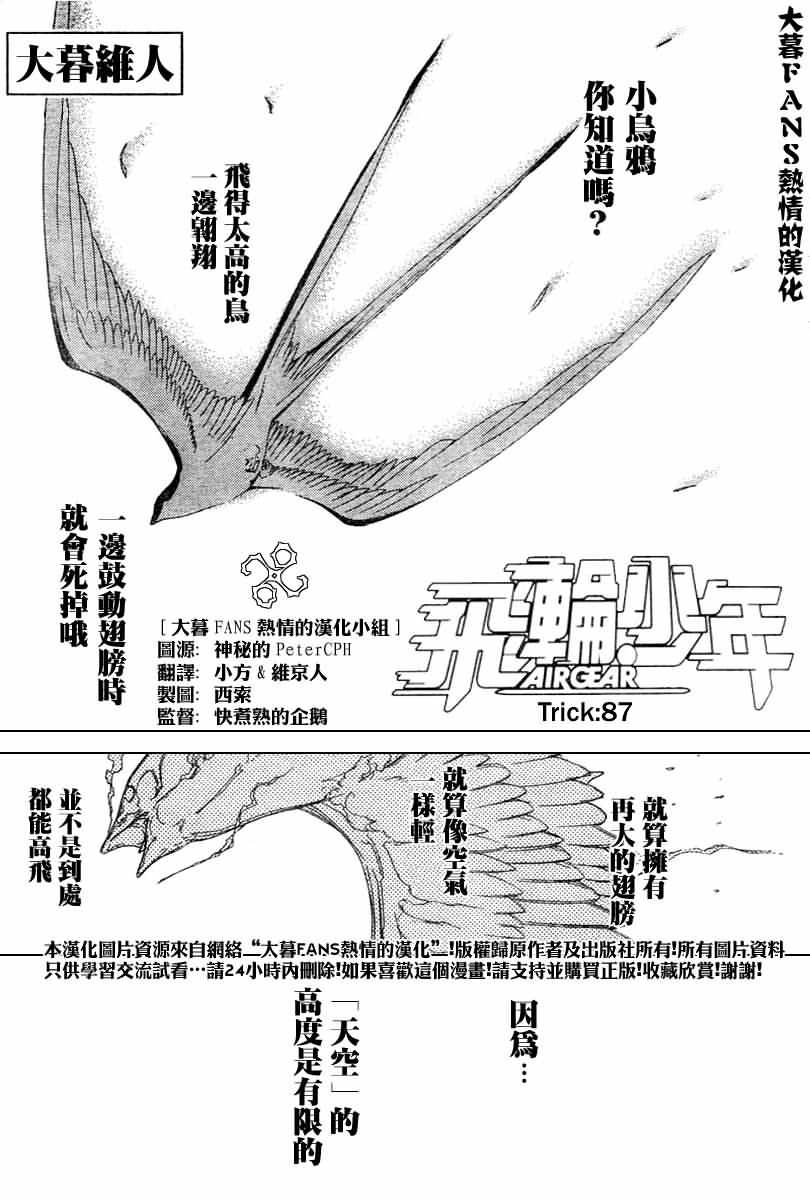 大暮維人
大暮FANS熱情的漢化
小烏鴉
你知道嗎?
飛得太高的鳥
一邊翱翔
一邊鼓動翅膀時
就會死掉哦
[大暮FANS熱情的漢化小組]
圖源: 神秘的PeterCPH
翻譯: 小方&維京人
製圖: 西索
監督: 快煮熟的企鵝
飛輪少年
AIR GEAR
Trick:87
就算擁有
再大的翅膀
就算像空氣
一樣輕
並不是到處
都能高飛
本漢化圖片資源來自網絡“大暮FANS熱情的漢化”!版權歸原作者及出版社所有!所有圖片資料
只供學習交流試看…請24小時內刪除!如果喜歡這個漫畫!請支持並購買正版!收藏欣賞!謝謝!
因為…
「天空」的
高度是有限的